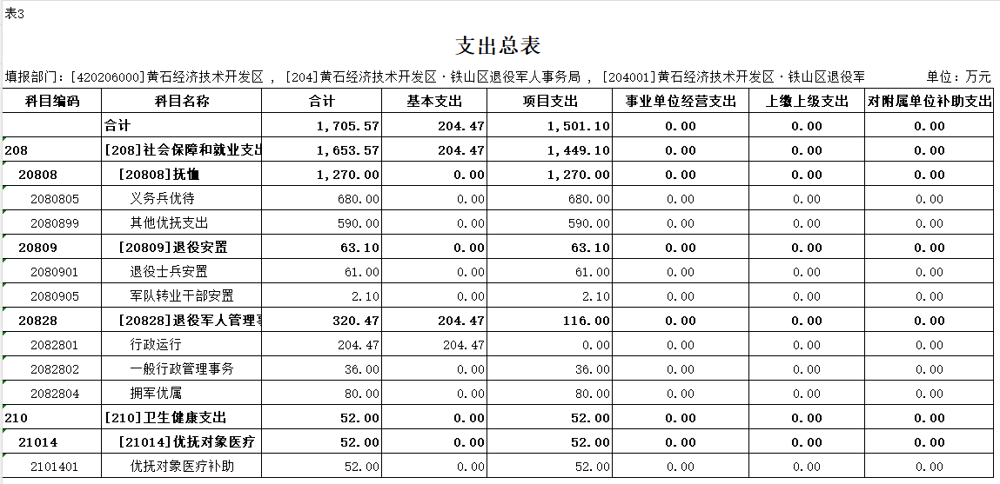 表3
支出总表
填报部门：[420206000]黄石经济技术开发区 , [204]黄石经济技术开发区·铁山区退役军人事务局 , [204001]黄石经济技术开发区·铁山区退役军 单位：万元
科目编码 科目名称 合计 基本支出 项目支出 事业单位经营支出 上缴上级支出 对附属单位补助支出
合计 1,705.57 204.47 1,501.10 0.00 0.00 0.00
208 [208]社会保障和就业支出 1,653.57 204.47 1,449.10 0.00 0.00 0.00
20808 [20808]抚恤 1,270.00 0.00 1,270.00 0.00 0.00 0.00
2080805 义务兵优待 680.00 0.00 680.00 0.00 0.00 0.00
2080899 其他优抚支出 590.00 0.00 590.00 0.00 0.00 0.00
20809 [20809]退役安置 63.10 0.00 63.10 0.00 0.00 0.00
2080901 退役士兵安置 61.00 0.00 61.00 0.00 0.00 0.00
2080905 军队转业干部安置 2.10 0.00 2.10 0.00 0.00 0.00
20828 [20828]退役军人管理事 320.47 204.47 116.00 0.00 0.00 0.00
2082801 行政运行 204.47 204.47 0.00 0.00 0.00 0.00
2082802 一般行政管理事务 36.00 0.00 36.00 0.00 0.00 0.00
2082804 拥军优属 80.00 0.00 80.00 0.00 0.00 0.00
210 [210]卫生健康支出 52.00 0.00 52.00 0.00 0.00 0.00
21014 [21014]优抚对象医疗 52.00 0.00 52.00 0.00 0.00 0.00
2101401 优抚对象医疗补助 52.00 0.00 52.00 0.00 0.00 0.00